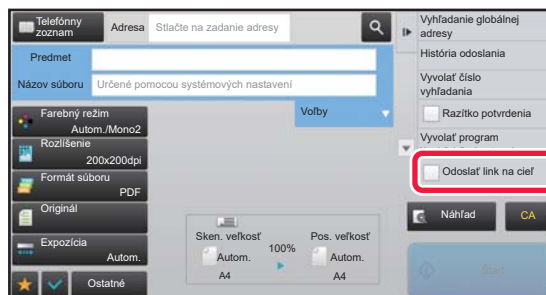 Telefónny
zoznam
Adresa
Stlačte na zadanie adresy
Predmet
Názov súboru
Určené pomocou systémových nastavení
Voľby
Farebný režim
Autom./Mono2
Rozlíšenie
200x200dpi
Formát súboru
PDF
Originál
Expozícia
Autom.
Ostatné
Sken. veľkosť
Autom.
A4
100%
Pos. veľkosť
Autom.
A4
Vyhľadanie globálnej
adresy
História odoslania
Vyvolať číslo
vyhľadania
Razítko potvrdenia
Vyvolať program
Odoslať link na cieľ
Náhľad
CA
Štart